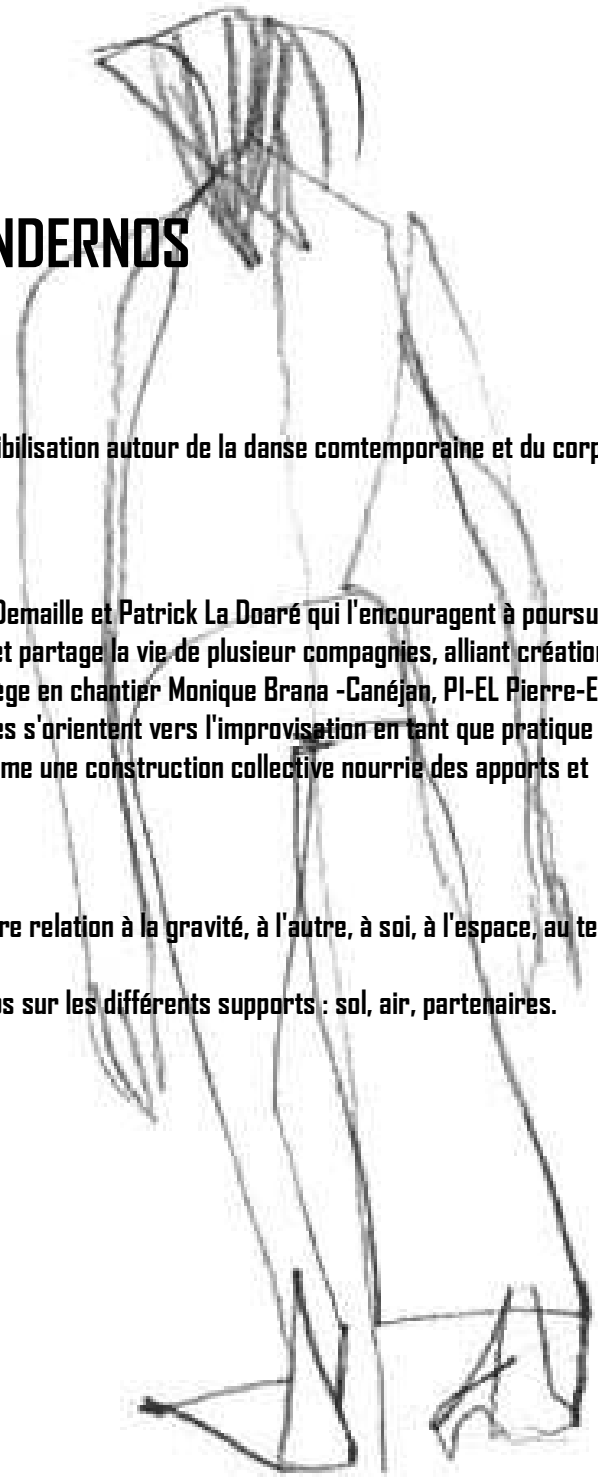 NDERNOS
ibilisation autour de la danse comtemporaine et du corp
Demaille et Patrick La Doaré qui l'encouragent à poursu
et partage la vie de plusieur compagnies, alliant création
ège en chantier Monique Brana -Canéjan, PI-EL Pierre-E
es s'orientent vers l'improvisation en tant que pratique
me une construction collective nourrie des apports et
re relation à la gravité, à l'autre, à soi, à l'espace, au te
os sur les différents supports : sol, air, partenaires.